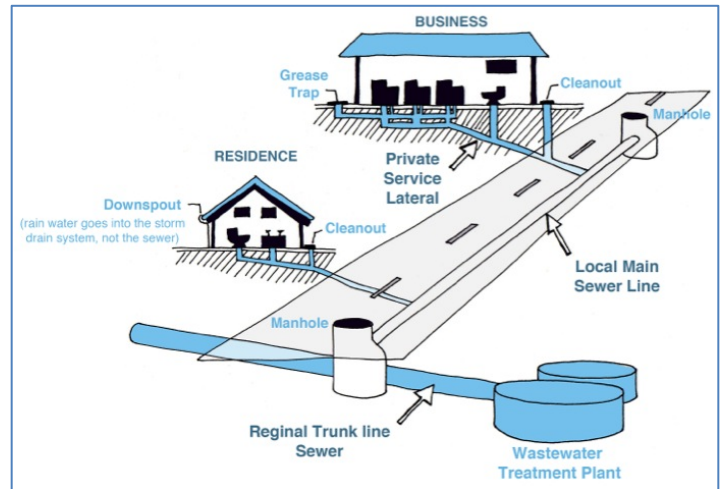 BUSINESS
Grease
Trap
Cleanout
Manhole
Private
Service
Lateral
RESIDENCE
Downspout
(rain water goes into the storm
drain system, not the sewer)
Cleanout
Local Main
Sewer Line
Manhole
Reginal Trunk line
Sewer
Wastewater
Treatment Plant